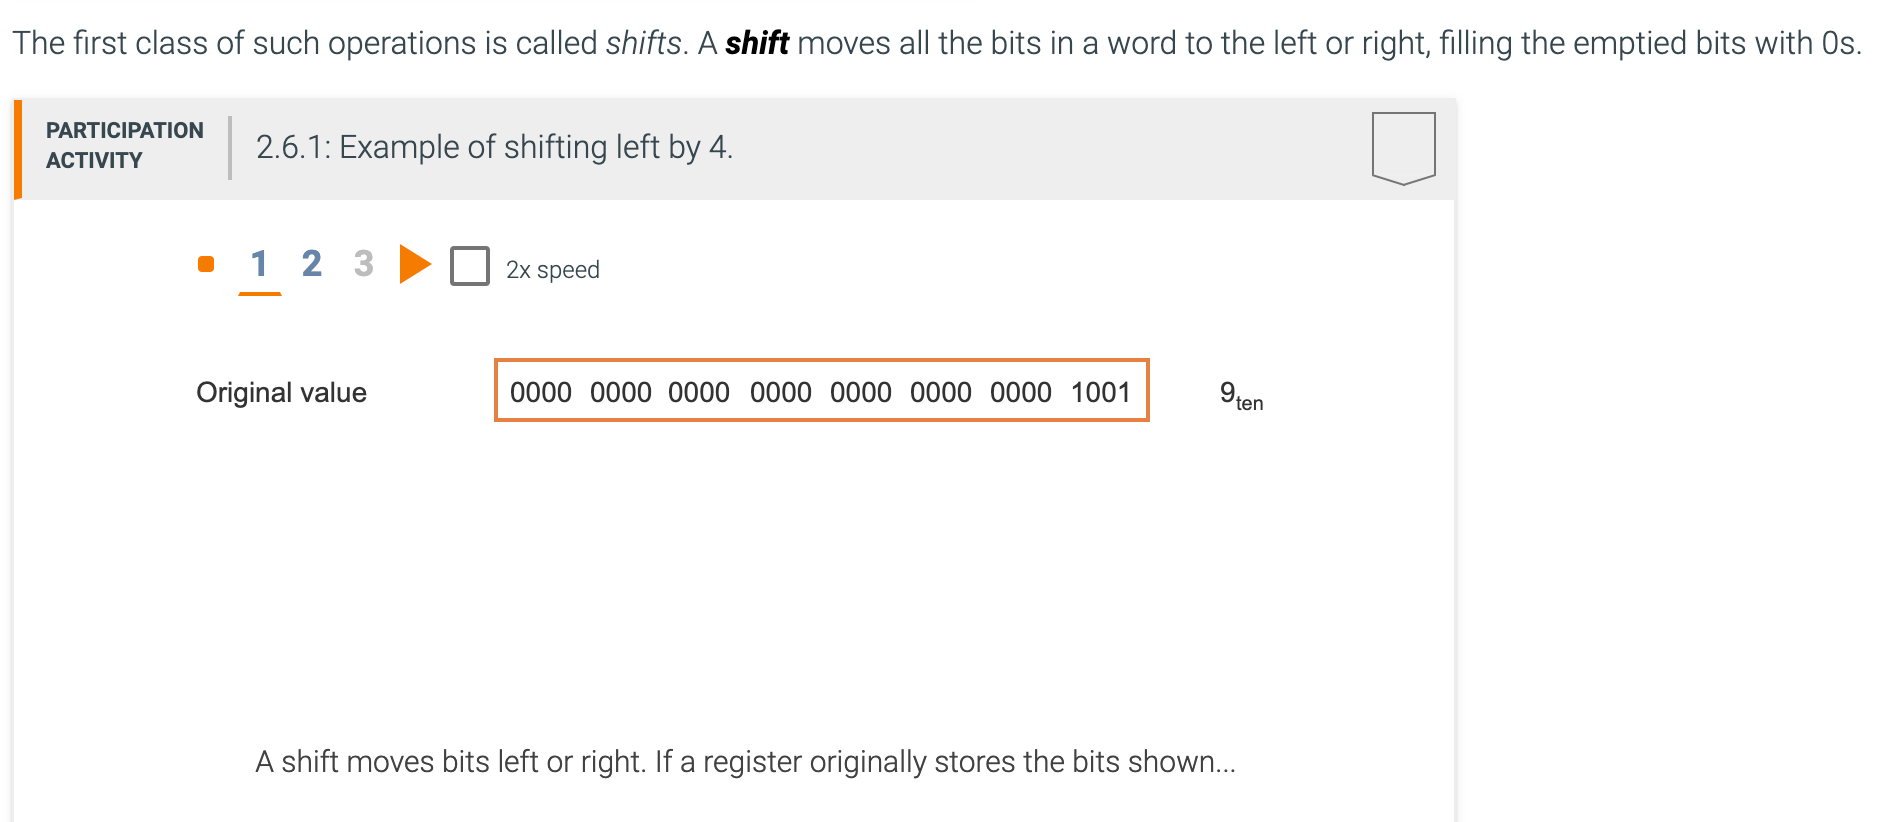 The first class of such operations is called shifts. A shift moves all the bits in a word to the left or right, filling the emptied bits with 0s.
PARTICIPATION
ACTIVITY
2.6.1: Example of shifting left by 4.
1 2 3 2x speed
Original value 0000 0000 0000 0000 0000 0000 0000 1001 9ten
A shift moves bits left or right. If a register originally stores the bits shown...